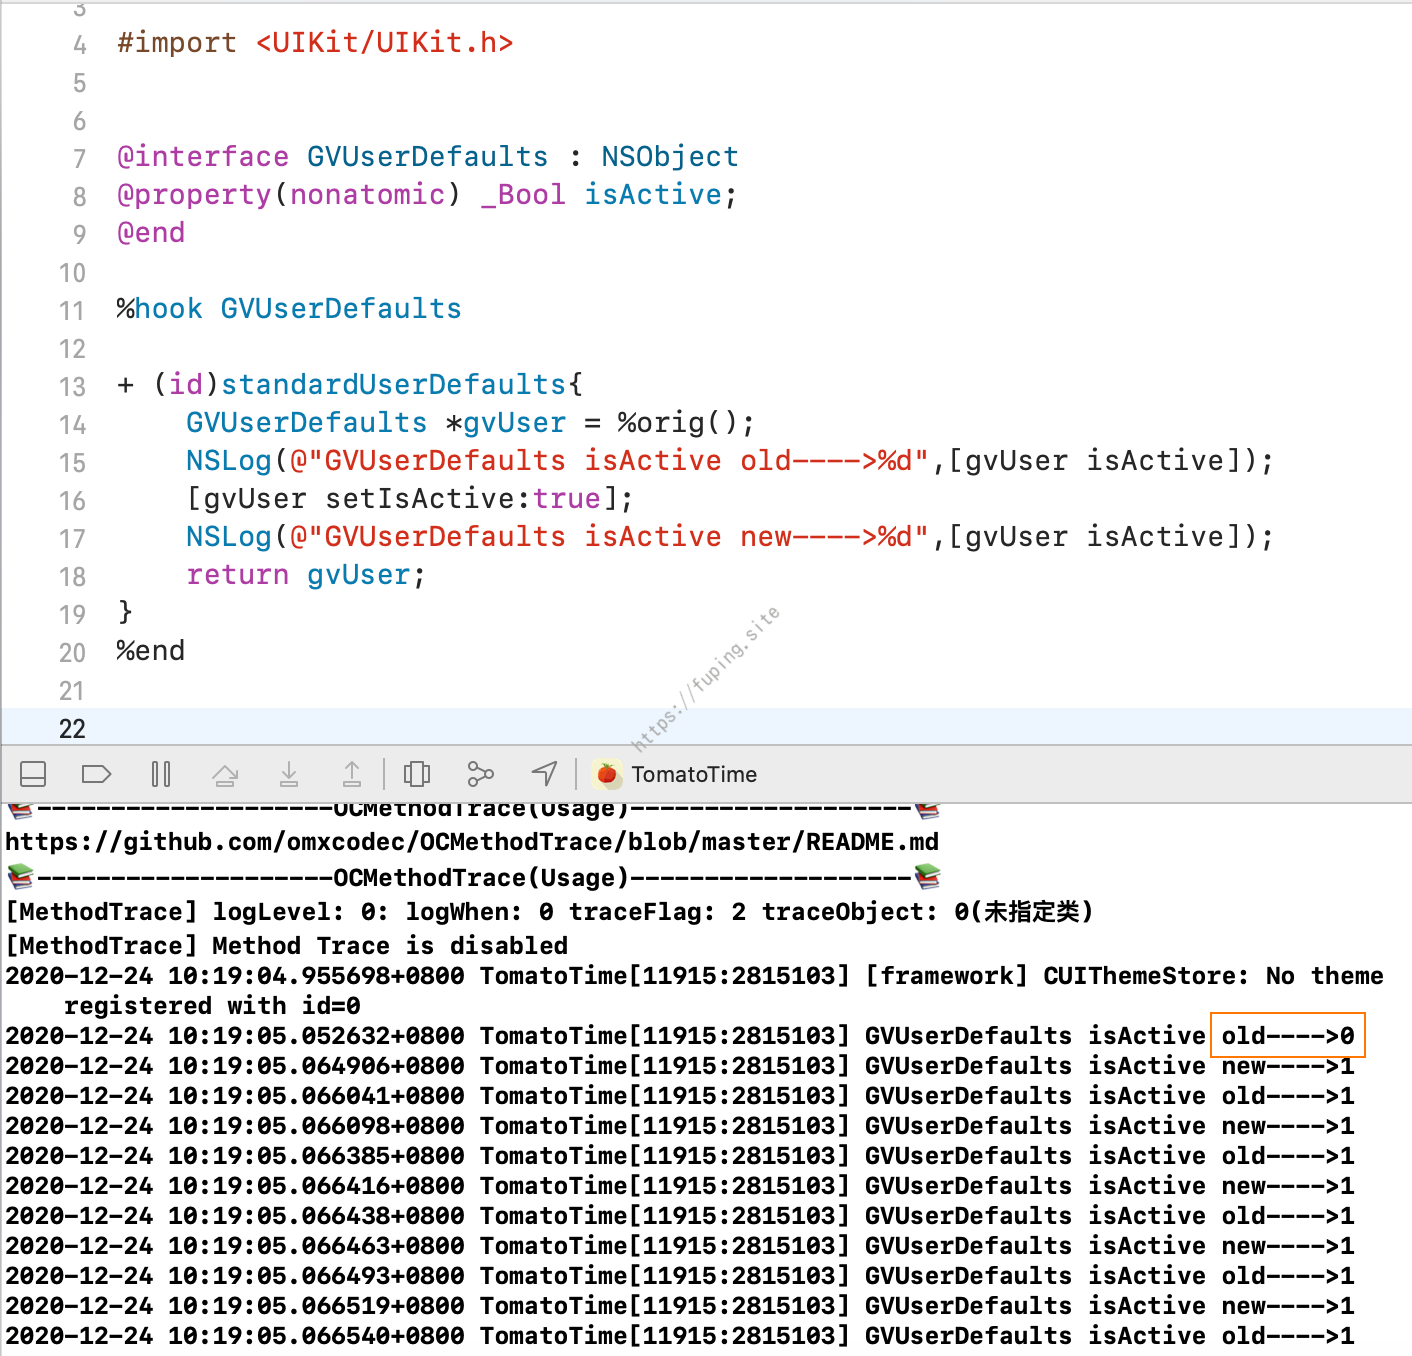 3
4 #import <UIKit/UIKit.h>
5
6
7 @interface GVUserDefaults : NSObject
8 @property(nonatomic) _Bool isActive;
9 @end
10
11 %hook GVUserDefaults
12
13 + (id)standardUserDefaults{
14 GVUserDefaults *gvUser = %orig();
15 NSLog(@"GVUserDefaults isActive old---->%d",[gvUser isActive]);
16 [gvUser setIsActive:true];
17 NSLog(@"GVUserDefaults isActive new---->%d",[gvUser isActive]);
18 return gvUser;
19 }
20 %end
21
22
https://fuping.site
TomatoTime
📚--------------------OCMethodTrace(Usage)-------------------📚
https://github.com/omxcodec/OCMethodTrace/blob/master/README.md
📚--------------------OCMethodTrace(Usage)-------------------📚
[MethodTrace] logLevel: 0: logWhen: 0 traceFlag: 2 traceObject: 0(未指定类)
[MethodTrace] Method Trace is disabled
2020-12-24 10:19:04.955698+0800 TomatoTime[11915:2815103] [framework] CUIThemeStore: No theme
registered with id=0
2020-12-24 10:19:05.052632+0800 TomatoTime[11915:2815103] GVUserDefaults isActive old---->0
2020-12-24 10:19:05.064906+0800 TomatoTime[11915:2815103] GVUserDefaults isActive new---->1
2020-12-24 10:19:05.066041+0800 TomatoTime[11915:2815103] GVUserDefaults isActive old---->1
2020-12-24 10:19:05.066098+0800 TomatoTime[11915:2815103] GVUserDefaults isActive new---->1
2020-12-24 10:19:05.066385+0800 TomatoTime[11915:2815103] GVUserDefaults isActive old---->1
2020-12-24 10:19:05.066416+0800 TomatoTime[11915:2815103] GVUserDefaults isActive new---->1
2020-12-24 10:19:05.066438+0800 TomatoTime[11915:2815103] GVUserDefaults isActive old---->1
2020-12-24 10:19:05.066463+0800 TomatoTime[11915:2815103] GVUserDefaults isActive new---->1
2020-12-24 10:19:05.066493+0800 TomatoTime[11915:2815103] GVUserDefaults isActive old---->1
2020-12-24 10:19:05.066519+0800 TomatoTime[11915:2815103] GVUserDefaults isActive new---->1
2020-12-24 10:19:05.066540+0800 TomatoTime[11915:2815103] GVUserDefaults isActive old---->1